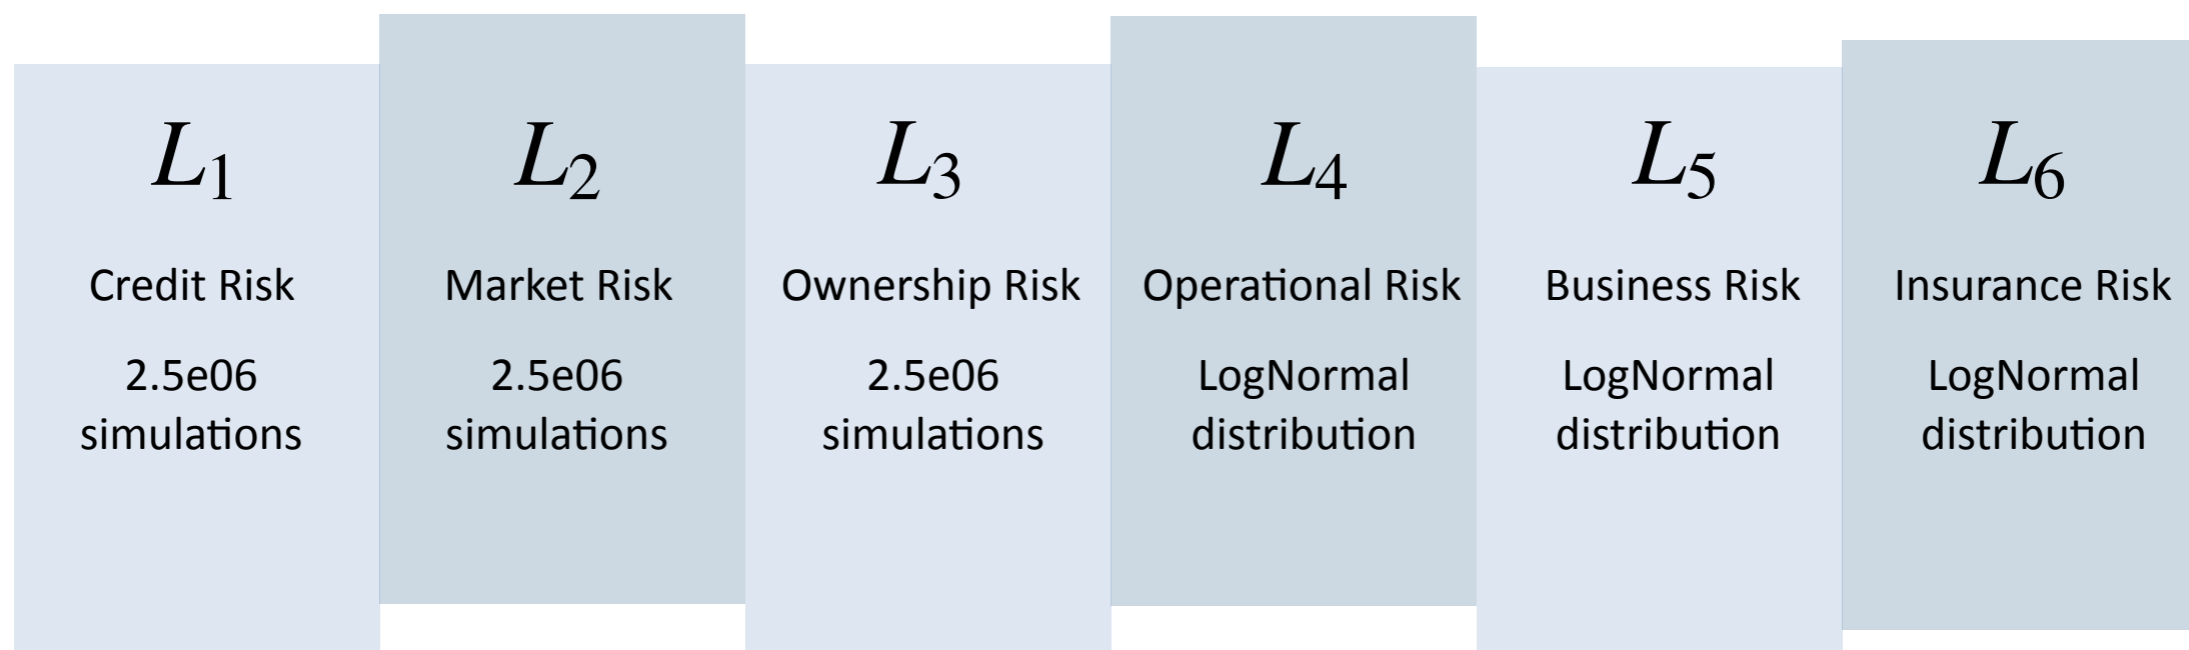 L1
Credit Risk
2.5e06
simulations
L2
Market Risk
2.5e06
simulations
L3
Ownership Risk
2.5e06
simulations
L4
Operational Risk
LogNormal
distribution
L5
Business Risk
LogNormal
distribution
L6
Insurance Risk
LogNormal
distribution